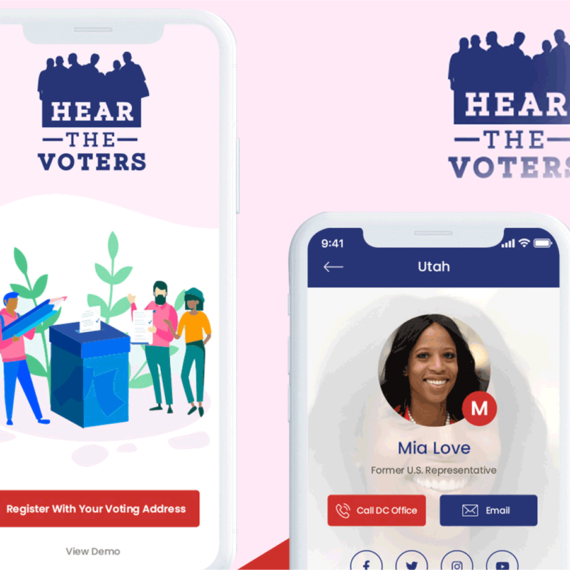 HEAR
THE
VOTERS
Register With Your Voting Address
View Demo
HEAR
THE
VOTERS
9:41
Utah
M
Mia Love
Former U.S. Representative
Call DC Office
Email